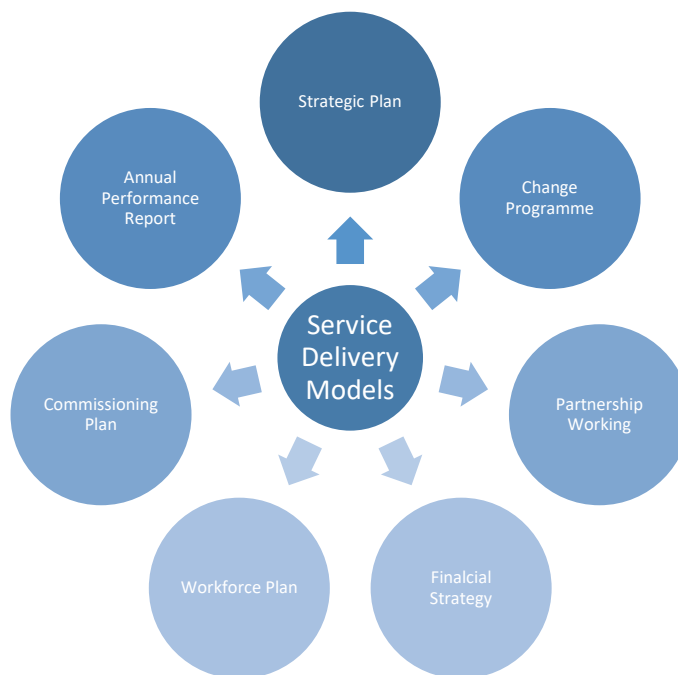 Strategic Plan
Annual
Performance
Report
Change
Programme
Service
Delivery
Models
Commissioning
Plan
Partnership
Working
Workforce Plan
Finalcial
Strategy